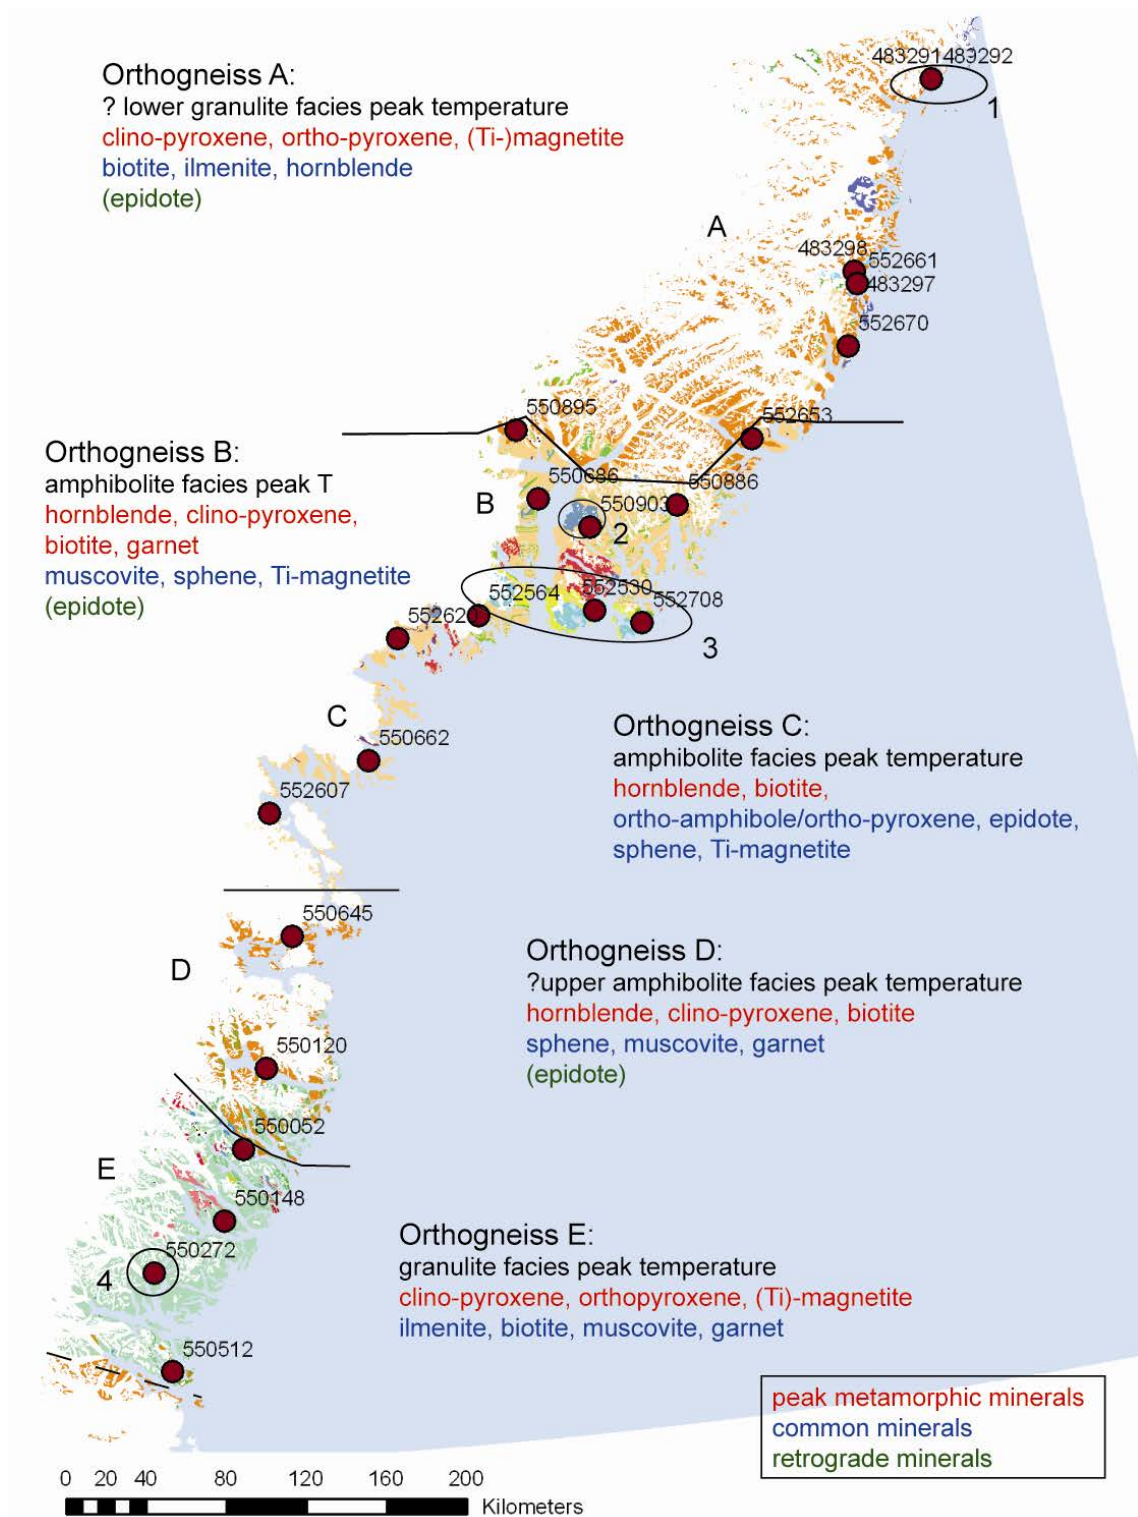 483291 483292
1
Orthogneiss A:
? lower granulite facies peak temperature
clino-pyroxene, ortho-pyroxene, (Ti-)magnetite
biotite, ilmenite, hornblende
(epidote)
A
483298
552661
483297
552670
550895
552653
Orthogneiss B:
amphibolite facies peak T
hornblende, clino-pyroxene,
biotite, garnet
muscovite, sphene, Ti-magnetite
(epidote)
550686
550886
B
550903
2
552564
552530
552708
3
C
550662
552607
Orthogneiss C:
amphibolite facies peak temperature
hornblende, biotite,
ortho-amphibole/ortho-pyroxene, epidote,
sphene, Ti-magnetite
550645
D
Orthogneiss D:
?upper amphibolite facies peak temperature
hornblende, clino-pyroxene, biotite
sphene, muscovite, garnet
(epidote)
550120
550052
E
550148
550272
4
Orthogneiss E:
granulite facies peak temperature
clino-pyroxene, orthopyroxene, (Ti)-magnetite
ilmenite, biotite, muscovite, garnet
550512
peak metamorphic minerals
common minerals
retrograde minerals
0 20 40 80 120 160 200
Kilometers